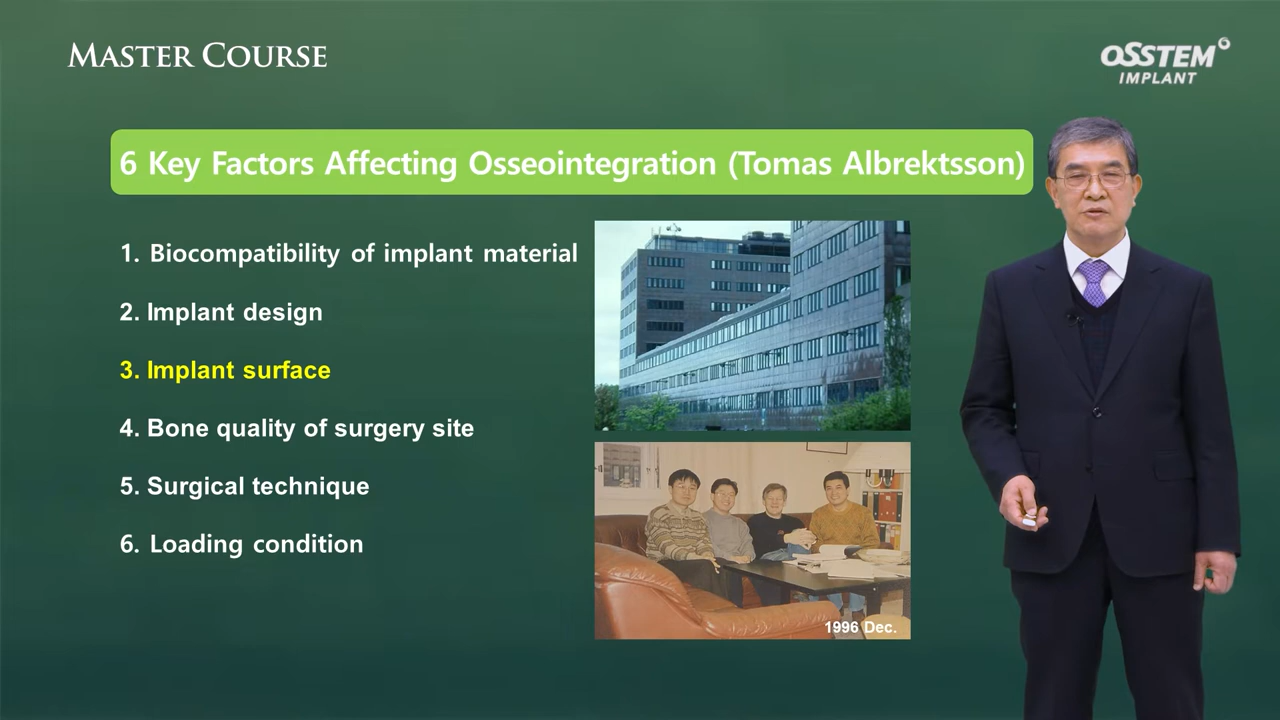 MASTER COURSE
OSSTEM
IMPLANT
6 Key Factors Affecting Osseointegration (Tomas Albrektsson)
1. Biocompatibility of implant material
2. Implant design
3. Implant surface
4. Bone quality of surgery site
5. Surgical technique
6. Loading condition
1996 Dec.